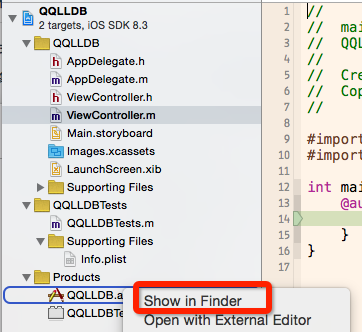 QQLLDB
2 targets, iOS SDK 8.3
QQLLDB
AppDelegate.h
AppDelegate.m
ViewController.h
ViewController.m
Main.storyboard
Images.xcassets
LaunchScreen.xib
Supporting Files
QQLLDBTests
QQLLDBTests.m
Supporting Files
Info.plist
Products
QQLLDB.a
QQLLDBTe
Show in Finder
Open with External Editor
1 //
2 // mai
3 // QQL
4 //
5 // Cre
6 // Cop
7 //
8
9 #import
10 #import
11
12 int mai
13 @au
14
15 }
16 }